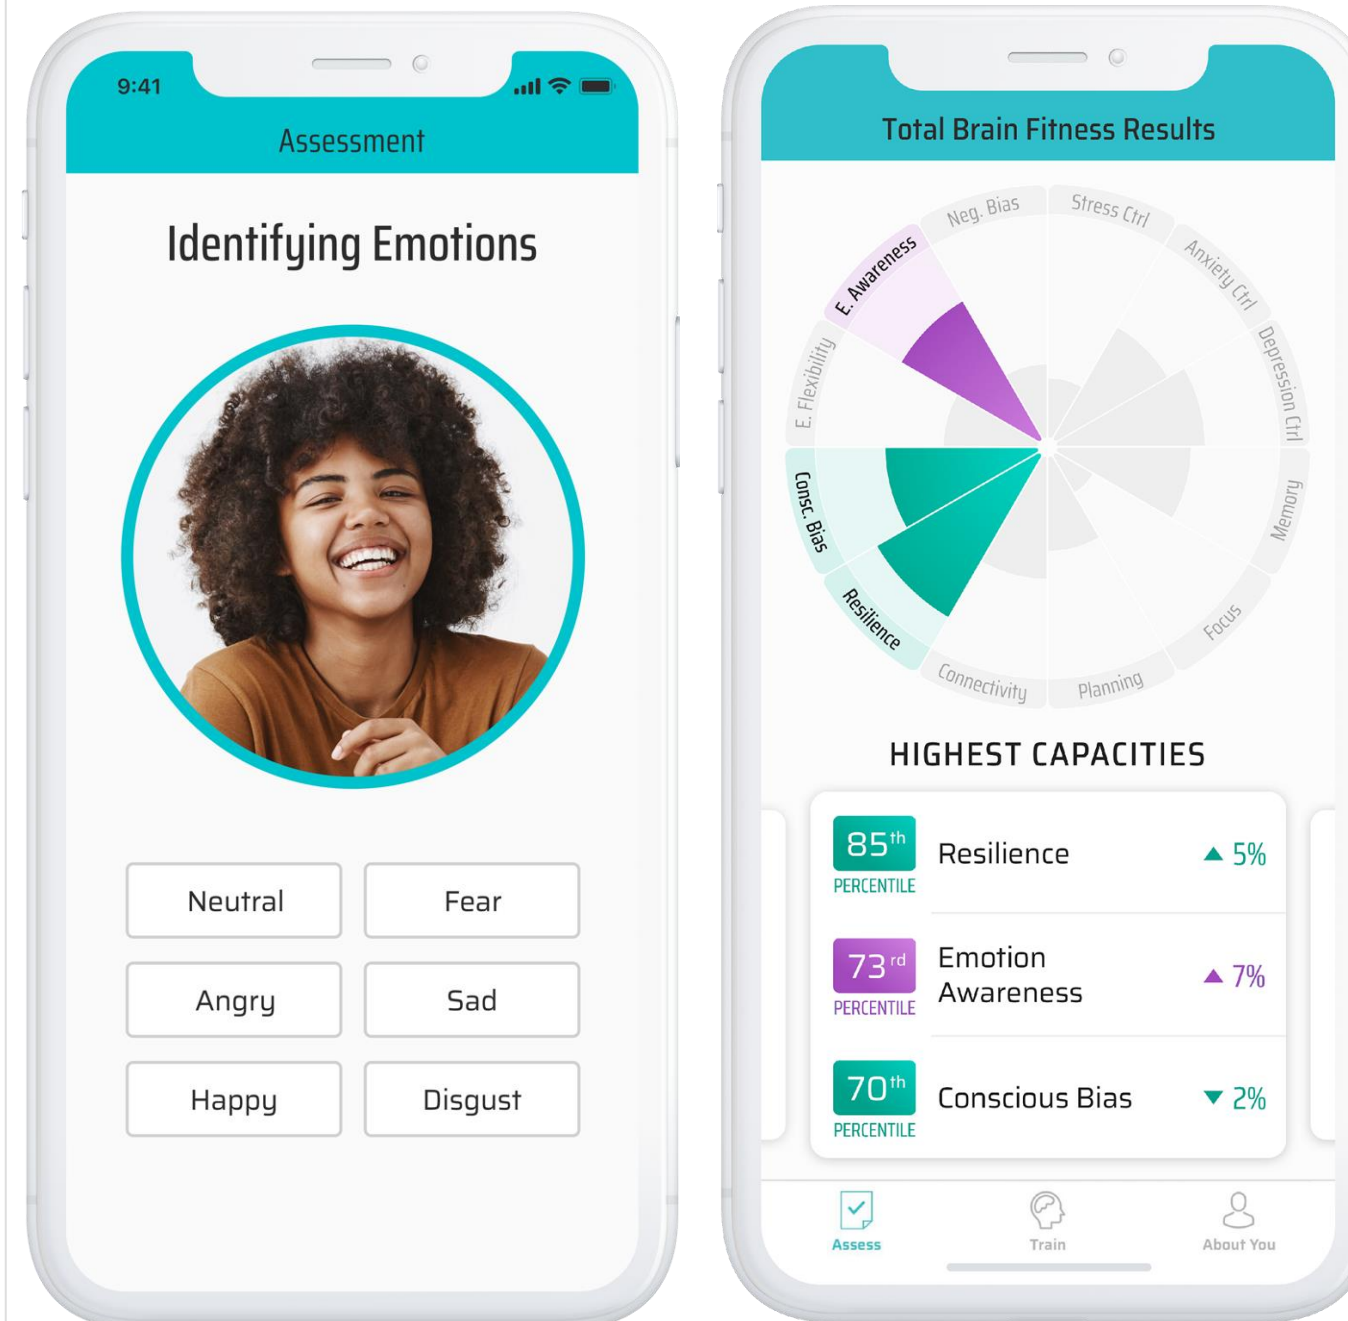 9:41
Assessment
Identifying Emotions
Neutral
Fear
Angry
Sad
Happy
Disgust
Total Brain Fitness Results
Neg. Bias
Stress Ctrl
Anxiety Ctrl
Depression Ctrl
Memory
Focus
Planning
Connectivity
Resilience
Consc. Bias
E. Flexibility
E. Awareness
HIGHEST CAPACITIES
85th
PERCENTILE
Resilience
▲ 5%
73rd
PERCENTILE
Emotion
Awareness
▲ 7%
70th
PERCENTILE
Conscious Bias
▼ 2%
Assess
Train
About You